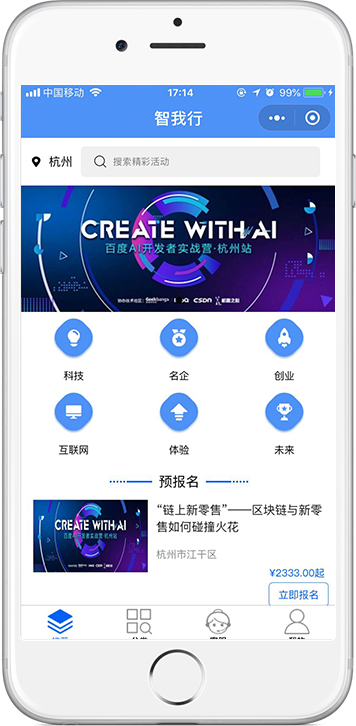 中国移动 17:14 99%
智我行
杭州 搜索精彩活动
CREATE WITH AI
百度AI开发者实战营·杭州站
CSDN
科技 名企 创业
互联网 体验 未来
预报名
CREATE WITH AI
“链上新零售”——区块链与新零
售如何碰撞火花
杭州市江干区
¥2333.00起
立即报名